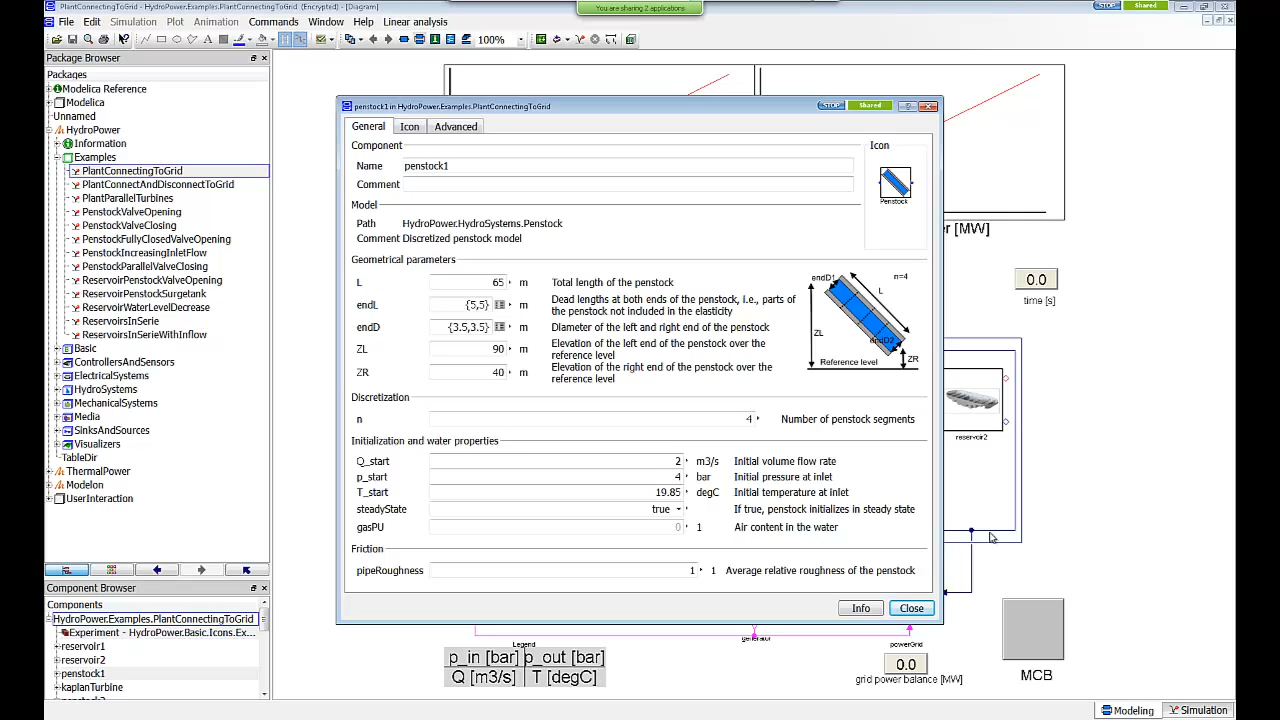 PlantConnectingToGrid - HydroPower.Examples.PlantConnectingToGrid (Encrypted) - [Diagram]
You are sharing 2 applications
STOP Shared
File Edit Simulation Plot Animation Commands Window Help Linear analysis
100%
Package Browser
Packages
Modelica Reference
Modelica
Unnamed
HydroPower
Information
Examples
PlantConnectingToGrid
PlantConnectAndDisconnectToGrid
PlantParallelTurbines
PenstockValveOpening
PenstockValveClosing
PenstockFullyClosedValveOpening
PenstockIncreasingInletFlow
PenstockParallelValveClosing
ReservoirPenstockValveOpening
ReservoirPenstockSurgetank
ReservoirWaterLevelDecrease
ReservoirsInSerie
ReservoirsInSerieWithInflow
Basic
ControllersAndSensors
ElectricalSystems
HydroSystems
MechanicalSystems
Media
SinksAndSources
Visualizers
TableDir
ThermalPower
Modelon
UserInteraction
Component Browser
Components
HydroPower.Examples.PlantConnectingToGrid
Experiment - HydroPower.Basic.Icons.Ex...
reservoir1
reservoir2
penstock1
kaplanTurbine
penstock1 in HydroPower.Examples.PlantConnectingToGrid
STOP Shared
General Icon Advanced
Component
Name penstock1
Comment
Icon
Penstock
Model
Path HydroPower.HydroSystems.Penstock
Comment Discretized penstock model
Geometrical parameters
L 65 m Total length of the penstock
endL {5,5} m Dead lengths at both ends of the penstock, i.e., parts of
the penstock not included in the elasticity
endD {3.5,3.5} m Diameter of the left and right end of the penstock
ZL 90 m Elevation of the left end of the penstock over the
reference level
ZR 40 m Elevation of the right end of the penstock over the
reference level
endD1
n=4
L
ZL
endD2
ZR
Reference level
Discretization
n 4 Number of penstock segments
Initialization and water properties
Q_start 2 m3/s Initial volume flow rate
p_start 4 bar Initial pressure at inlet
T_start 19.85 degC Initial temperature at inlet
steadyState true If true, penstock initializes in steady state
gasPU 0 1 Air content in the water
Friction
pipeRoughness 1 1 Average relative roughness of the penstock
Info Close
[MW]
0.0
time [s]
reservoir2
Legend
generator
powerGrid
p_in [bar] p_out [bar]
Q [m3/s] T [degC]
0.0
grid power balance [MW]
MCB
Modeling Simulation